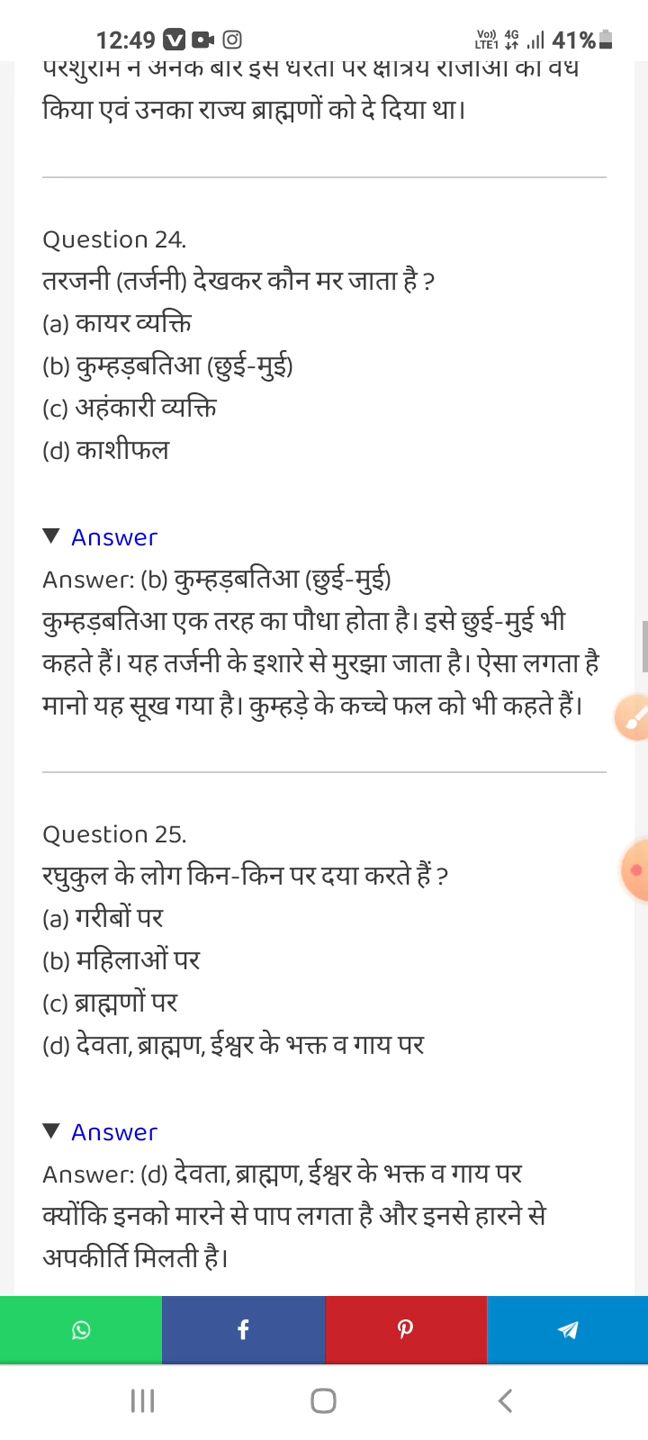 12:49
Vo)) 4G
LTE1
41%
परशुराम ने अनेक बार इस धरती पर क्षत्रिय राजाओं का वध
किया एवं उनका राज्य ब्राह्मणों को दे दिया था।
Question 24.
तरजनी (तर्जनी) देखकर कौन मर जाता है ?
(a) कायर व्यक्ति
(b) कुम्हड़बतिआ (छुई-मुई)
(c) अहंकारी व्यक्ति
(d) काशीफल
▼ Answer
Answer: (b) कुम्हड़बतिआ (छुई-मुई)
कुम्हड़बतिआ एक तरह का पौधा होता है। इसे छुई-मुई भी
कहते हैं। यह तर्जनी के इशारे से मुरझा जाता है। ऐसा लगता है
मानो यह सूख गया है। कुम्हड़े के कच्चे फल को भी कहते हैं।
Question 25.
रघुकुल के लोग किन-किन पर दया करते हैं ?
(a) गरीबों पर
(b) महिलाओं पर
(c) ब्राह्मणों पर
(d) देवता, ब्राह्मण, ईश्वर के भक्त व गाय पर
▼ Answer
Answer: (d) देवता, ब्राह्मण, ईश्वर के भक्त व गाय पर
क्योंकि इनको मारने से पाप लगता है और इनसे हारने से
अपकीर्ति मिलती है।